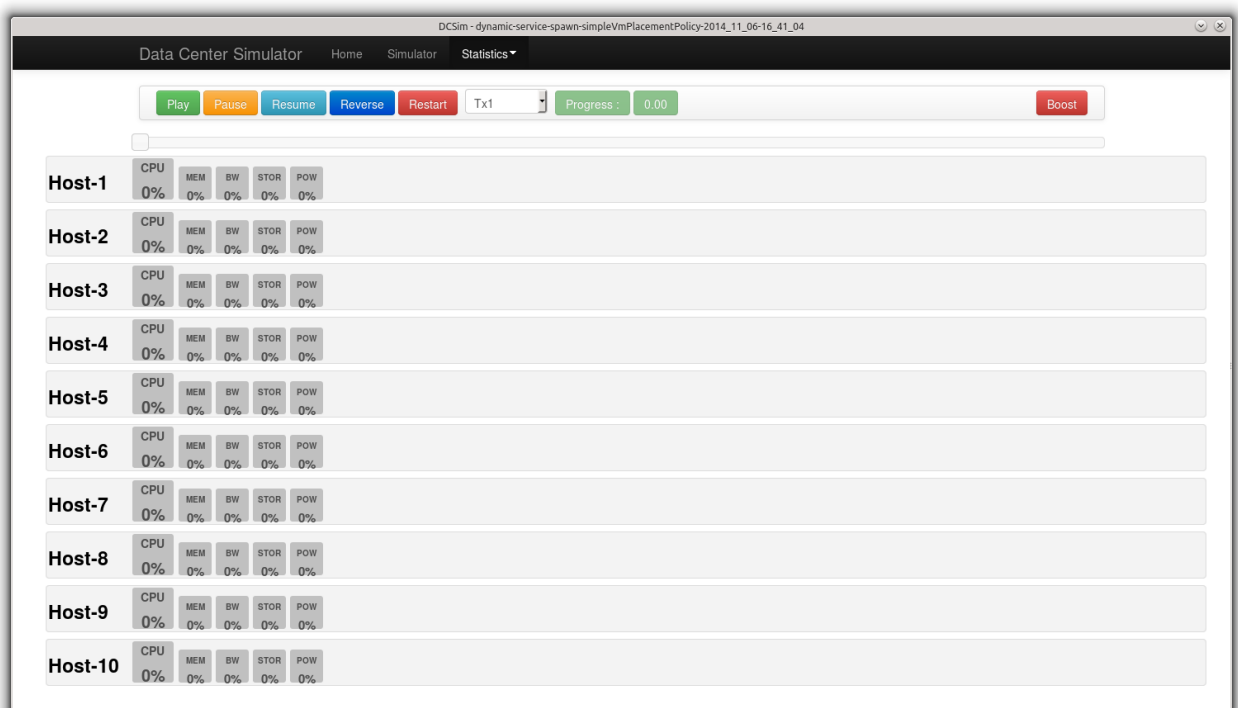 DCSim - dynamic-service-spawn-simpleVmPlacementPolicy-2014_11_06-16_41_04
Data Center Simulator Home Simulator Statistics
Play Pause Resume Reverse Restart Tx1 Progress : 0.00 Boost
Host-1 CPU 0% MEM 0% BW 0% STOR 0% POW 0%
Host-2 CPU 0% MEM 0% BW 0% STOR 0% POW 0%
Host-3 CPU 0% MEM 0% BW 0% STOR 0% POW 0%
Host-4 CPU 0% MEM 0% BW 0% STOR 0% POW 0%
Host-5 CPU 0% MEM 0% BW 0% STOR 0% POW 0%
Host-6 CPU 0% MEM 0% BW 0% STOR 0% POW 0%
Host-7 CPU 0% MEM 0% BW 0% STOR 0% POW 0%
Host-8 CPU 0% MEM 0% BW 0% STOR 0% POW 0%
Host-9 CPU 0% MEM 0% BW 0% STOR 0% POW 0%
Host-10 CPU 0% MEM 0% BW 0% STOR 0% POW 0%